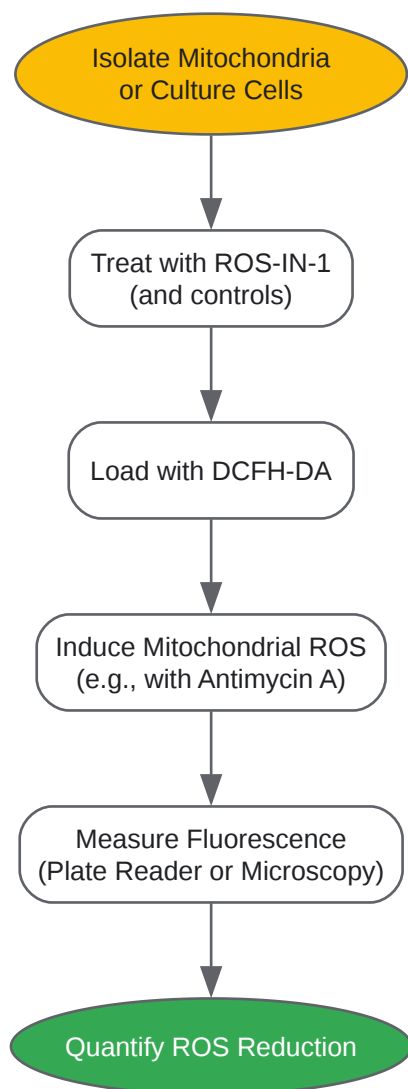 Isolate Mitochondria
or Culture Cells
Treat with ROS-IN-1
(and controls)
Load with DCFH-DA
Induce Mitochondrial ROS
(e.g., with Antimycin A)
Measure Fluorescence
(Plate Reader or Microscopy)
Quantify ROS Reduction